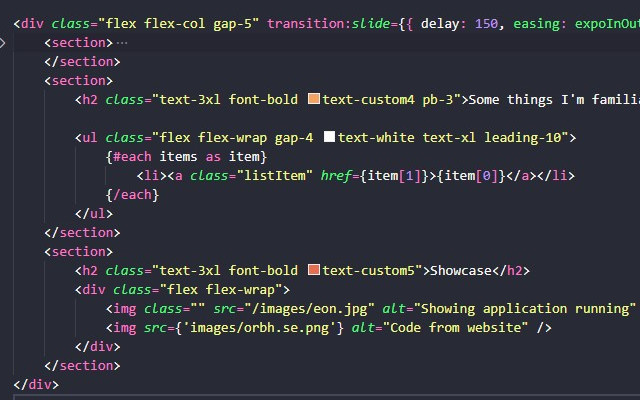 <div class="flex flex-col gap-5" transition:slide={{ delay: 150, easing: expoInOut
<section>…
</section>
<section>
<h2 class="text-3xl font-bold text-custom4 pb-3">Some things I'm famili
<ul class="flex flex-wrap gap-4 text-white text-xl leading-10">
{#each items as item}
<li><a class="listItem" href={item[1]}>{item[0]}</a></li>
{/each}
</ul>
</section>
<section>
<h2 class="text-3xl font-bold text-custom5">Showcase</h2>
<div class="flex flex-wrap">
<img class="" src="/images/eon.jpg" alt="Showing application running"
<img src={'images/orbh.se.png'} alt="Code from website" />
</div>
</section>
</div>